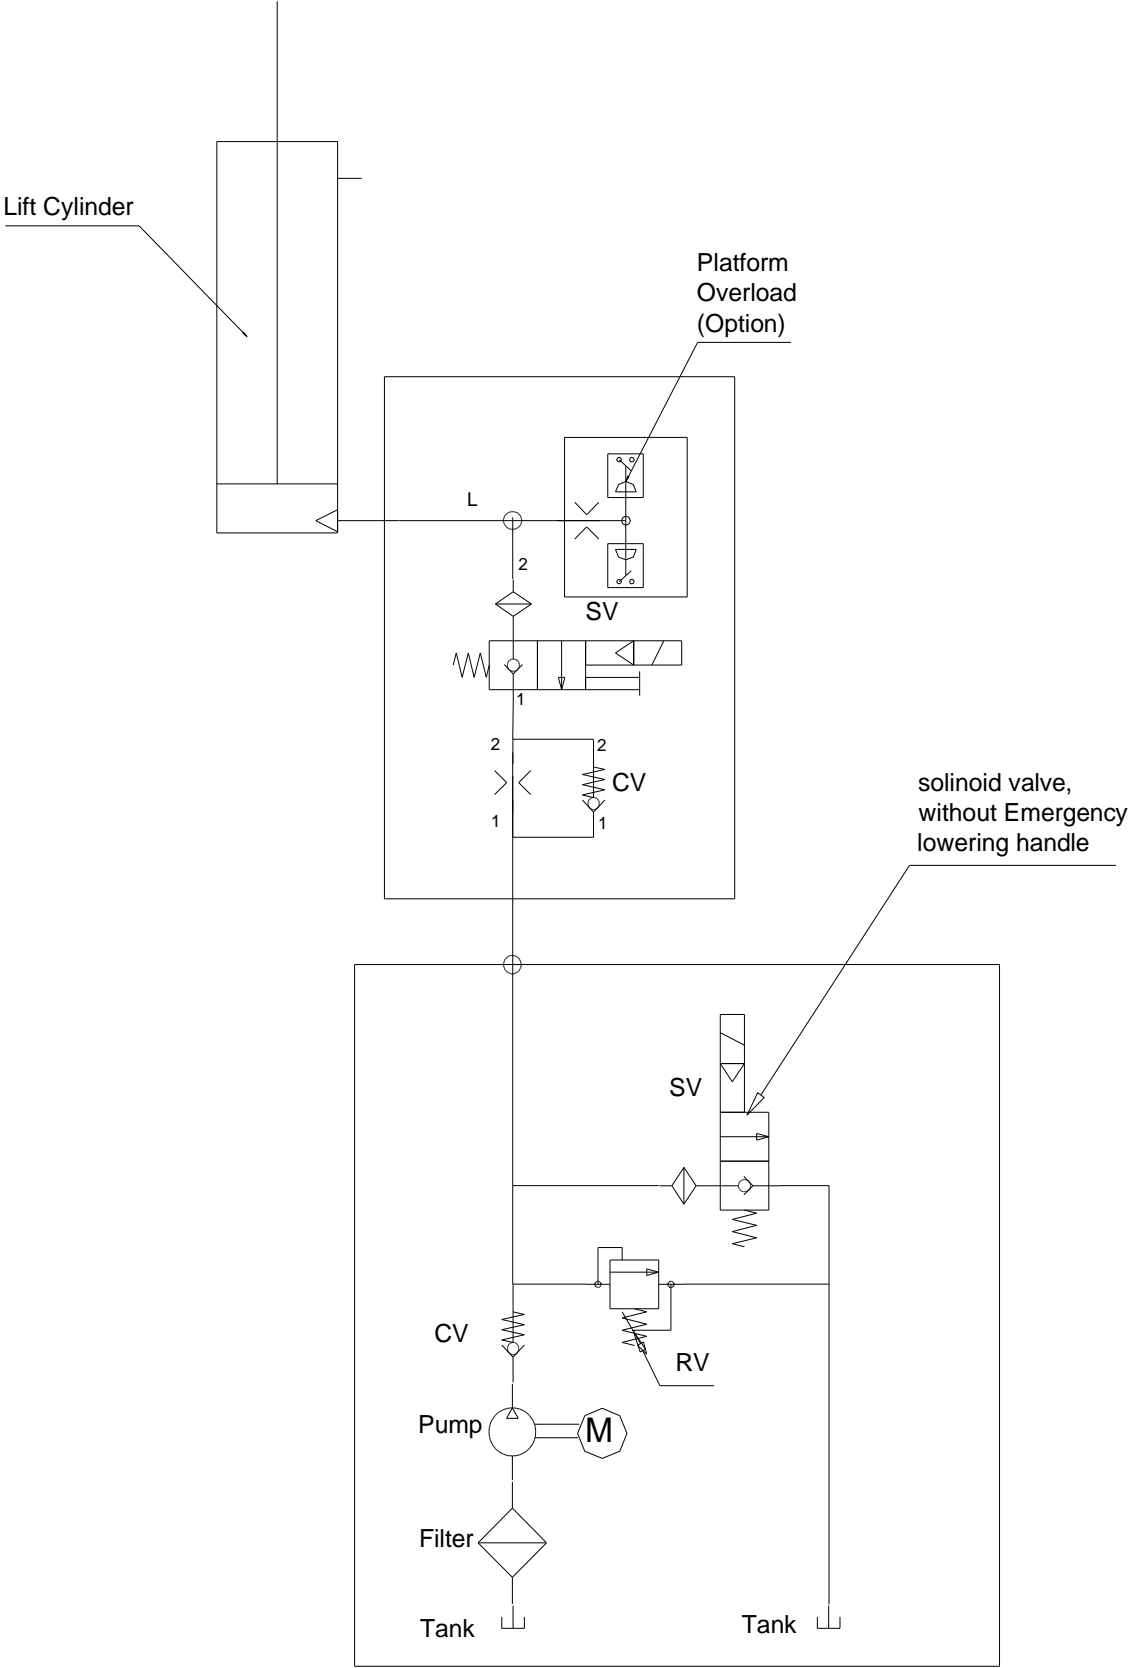 Lift Cylinder
Platform
Overload
(Option)
L
2
SV
1
2
2
CV
1
1
solinoid valve,
without Emergency
lowering handle
SV
CV
RV
Pump
M
Filter
Tank
Tank